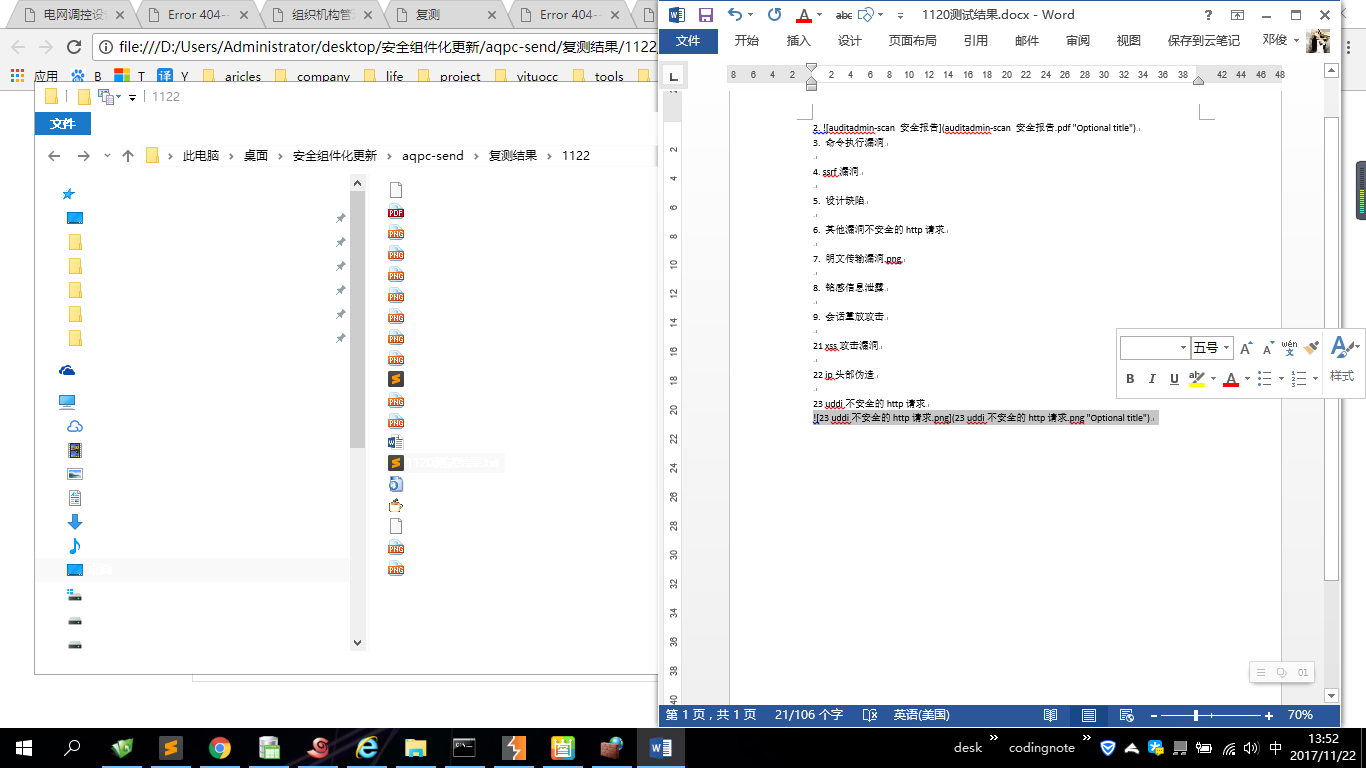 电网调控设
Error 404--
组织机构管
复测
Error 404--
file:///D:/Users/Administrator/desktop/安全组件化更新/aqpc-send/复测结果/1122
应用 B T 译 Y aricles company life project vituocc tools
1122
文件
此电脑 桌面 安全组件化更新 aqpc-send 复测结果 1122
1120测试结果.docx - Word
文件 开始 插入 设计 页面布局 引用 邮件 审阅 视图 保存到云笔记 邓俊
8 6 4 2 2 4 6 8 10 12 14 16 18 20 22 24 26 28 30 32 34 36 38 42 44 46 48
2 4 6 8 10 12 14 16 18 20 22 24 26 28 30 32 34 36 38 40
2. ![auditadmin-scan 安全报告](auditadmin-scan 安全报告.pdf "Optional title")
3. 命令执行漏洞
4. ssrf 漏洞
5. 设计缺陷
6. 其他漏洞不安全的 http 请求
7. 明文传输漏洞.png
8. 铭感信息泄露
9. 会话重放攻击
21 xss 攻击漏洞
22 ip 头部伪造
23 uddi 不安全的 http 请求
![23 uddi 不安全的 http 请求.png](23 uddi 不安全的 http 请求.png "Optional title")
五号 A A wén 文 A
B I U ab A 样式
01
第 1 页，共 1 页 21/106 个字 英语(美国) 70%
desk codingnote 中 13:52
2017/11/22